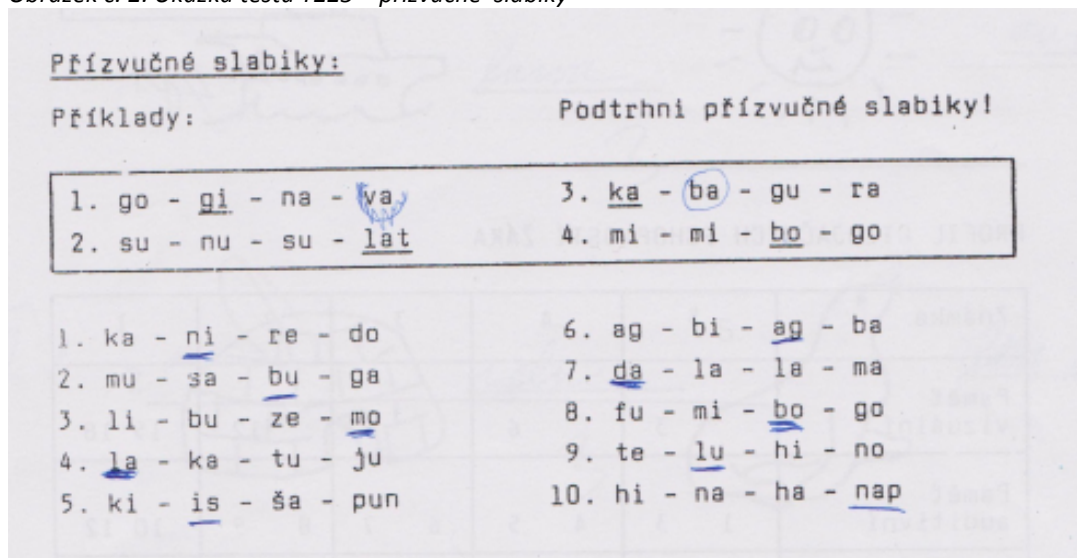 Obrázek č. 2: Ukázka testu TEŽS – přízvučné slabiky
Přízvučné slabiky:
Příklady:
Podtrhni přízvučné slabiky!
1. go - gi - na - va
2. su - nu - su - lat
3. ka - ba - gu - ra
4. mi - mi - bo - go
1. ka - ni - re - do
2. mu - sa - bu - ga
3. li - bu - ze - mo
4. la - ka - tu - ju
5. ki - is - ša - pun
6. ag - bi - ag - ba
7. da - la - la - ma
8. fu - mi - bo - go
9. te - lu - hi - no
10. hi - na - ha - nap